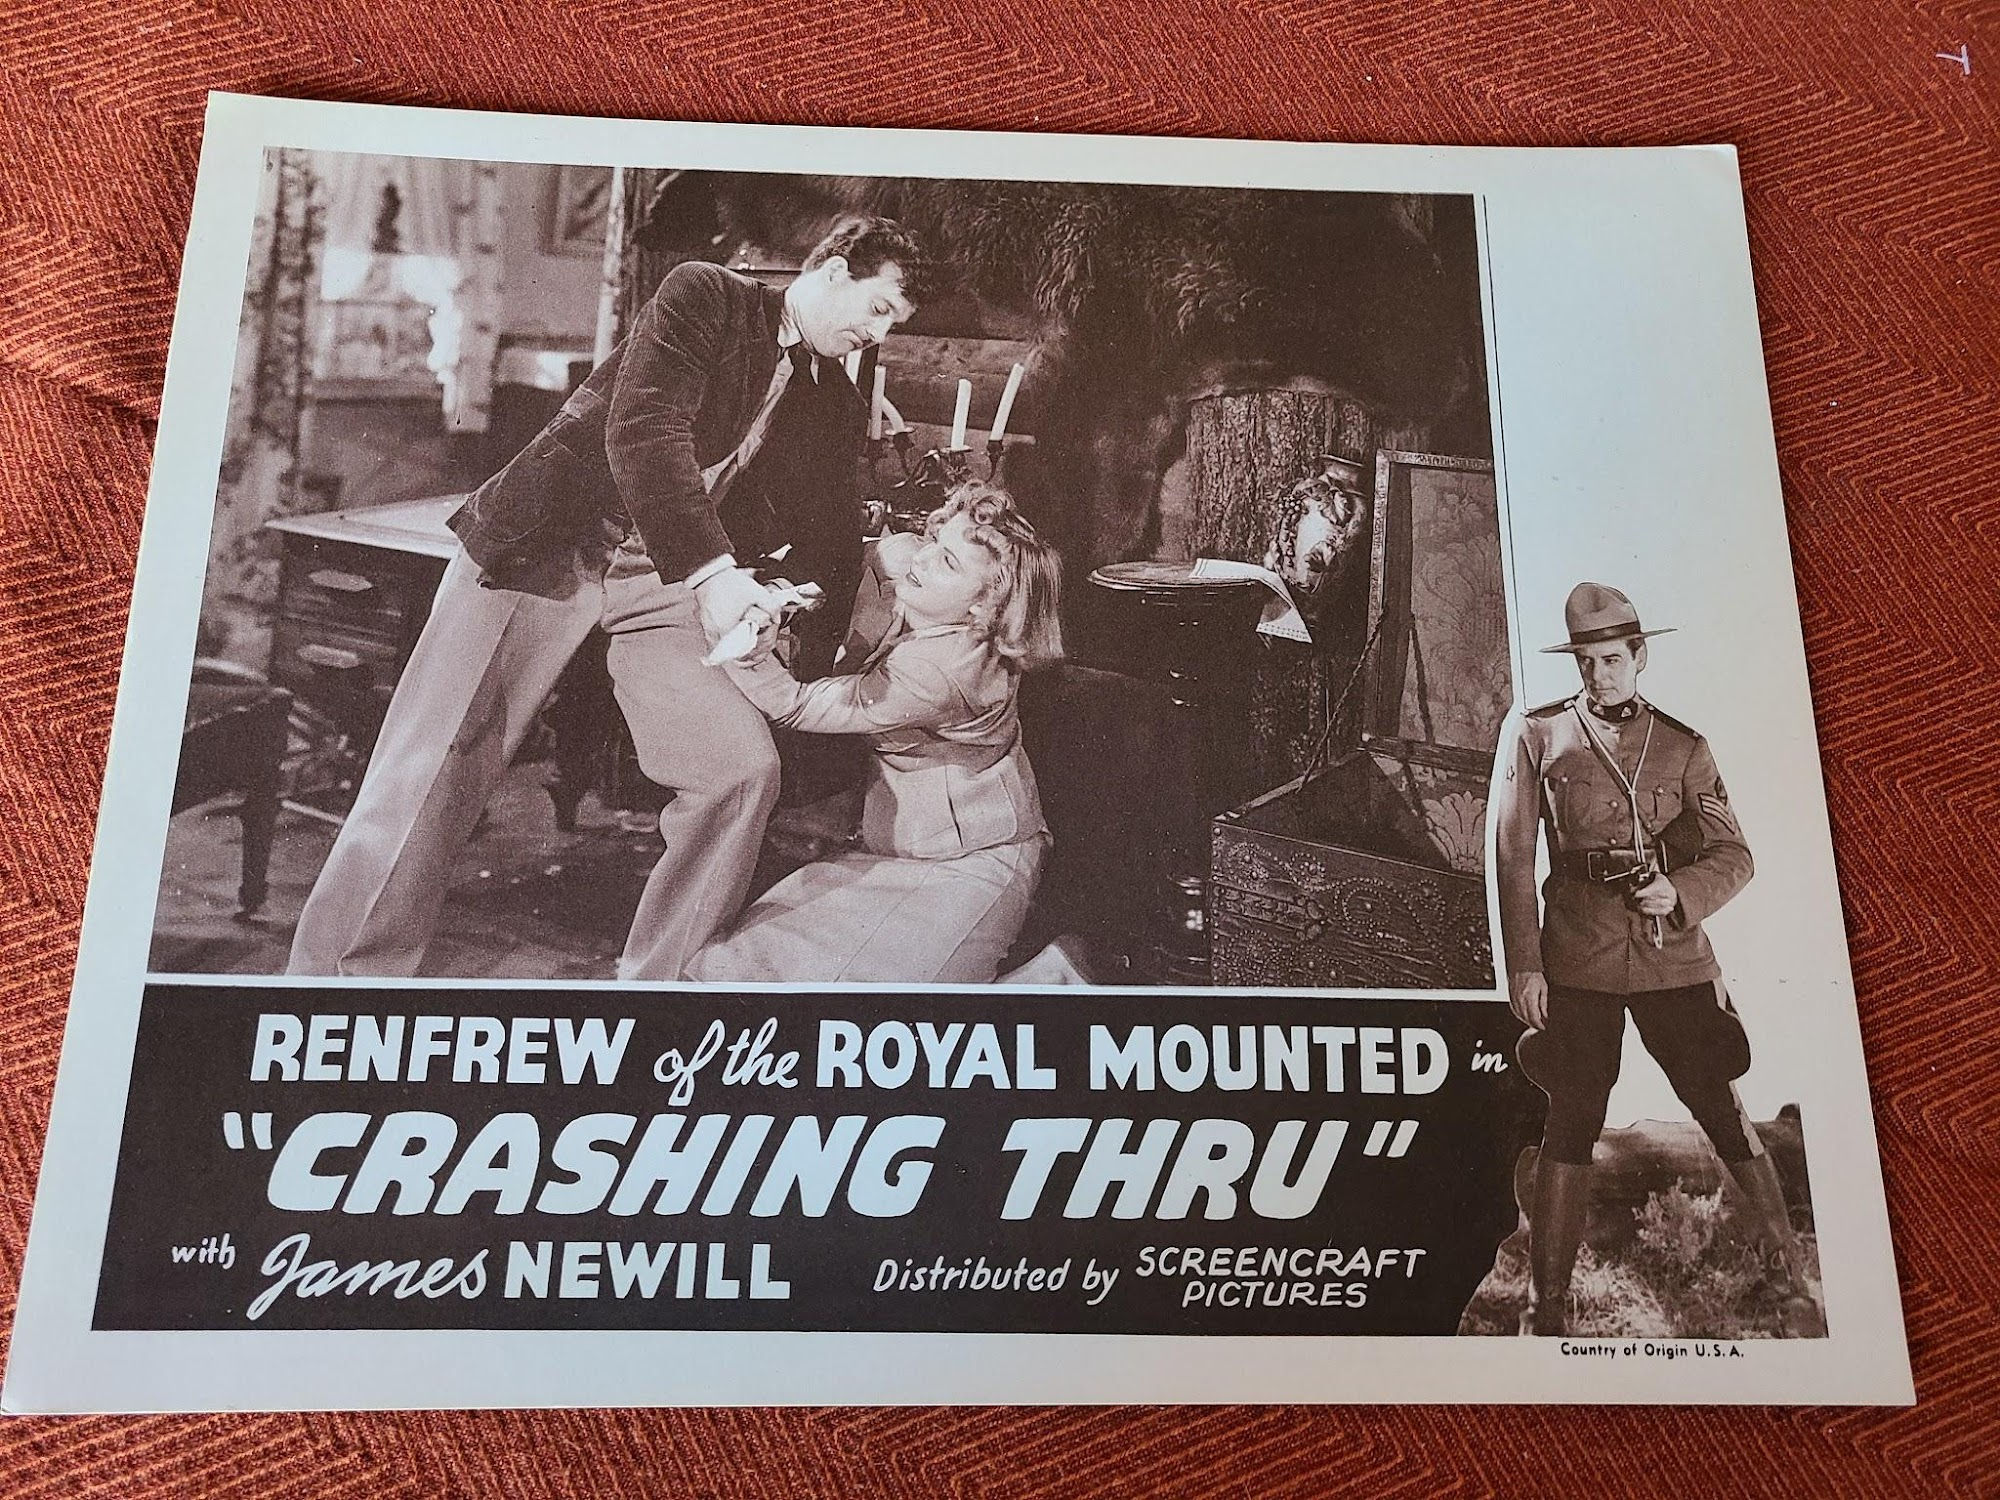 RENFREW of the ROYAL MOUNTED in
"CRASHING THRU"
with James NEWILL Distributed by SCREENCRAFT
PICTURES
Country of Origin U.S.A.